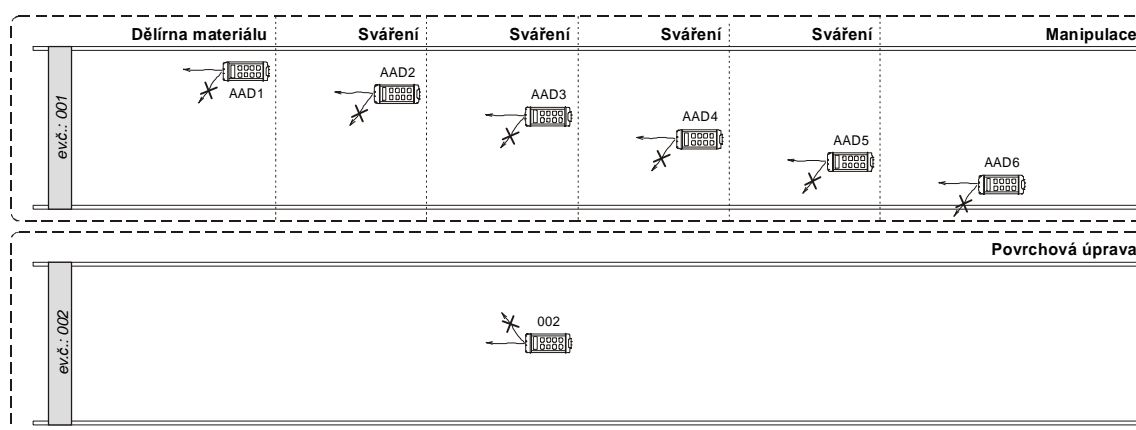 Dělírna materiálu Sváření Sváření Sváření Sváření Manipulace
AAD1
AAD2
AAD3
AAD4
AAD5
AAD6
ev.č.: 001
Povrchová úprava
002
ev.č.: 002